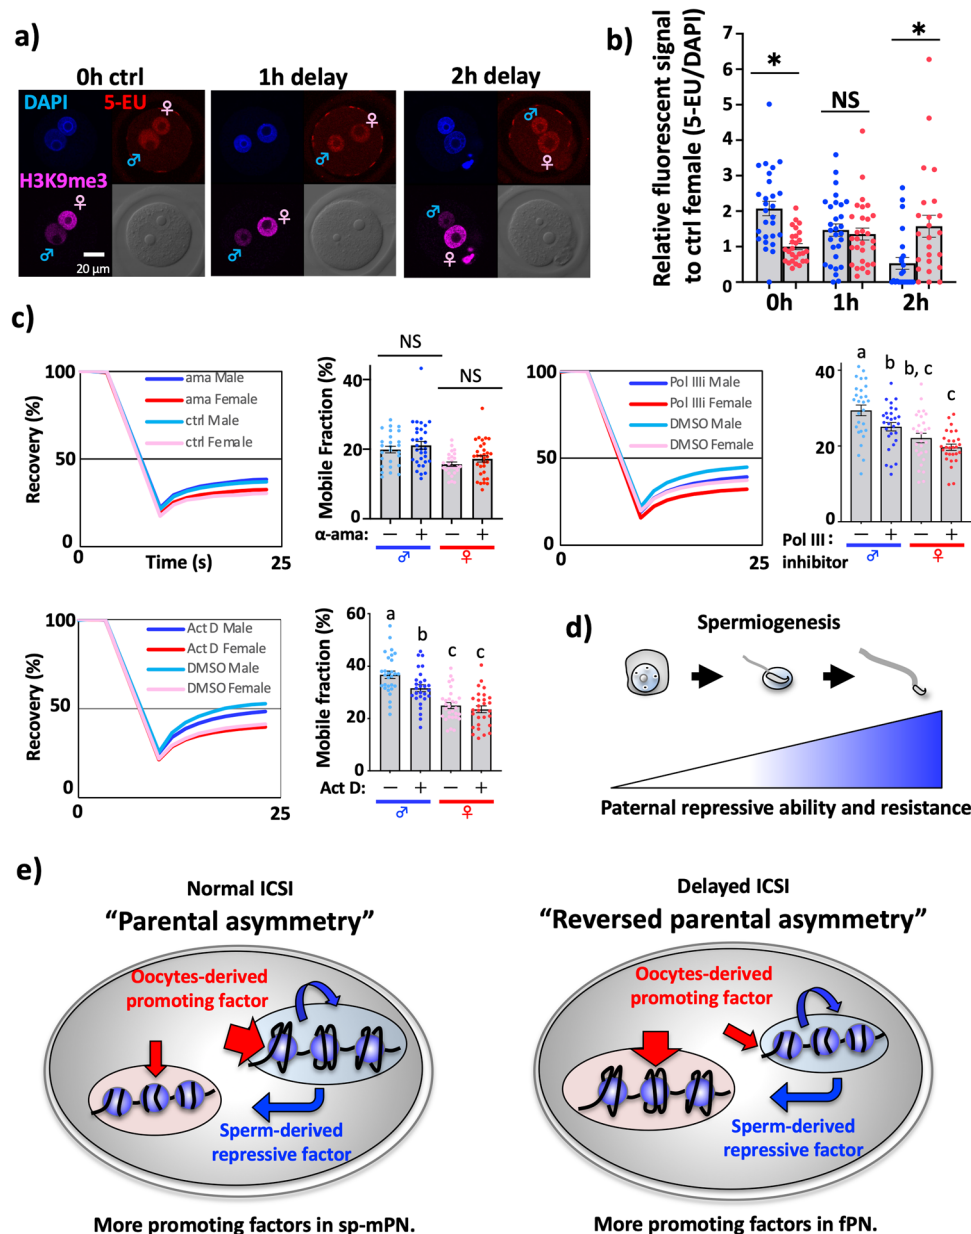 a)
0h ctrl
1h delay
2h delay
DAPI
5-EU
♀
♂
H3K9me3
♀
♂
20 µm
♀
♂
♂
♀
♂
♀
♂
♀
b)
Relative fluorescent signal
to ctrl female (5-EU/DAPI)
7
6
5
4
3
2
1
0
*
NS
*
0h
1h
2h
c)
Recovery (%)
100
50
0
0
25
Time (s)
ama Male
ama Female
ctrl Male
ctrl Female
Mobile Fraction (%)
40
20
0
NS
NS
α-ama:
− + − +
♂
♀
100
50
0
0
25
Pol IIIi Male
Pol IIIi Female
DMSO Male
DMSO Female
40
20
0
a
b
b, c
c
Pol III :
inhibitor
− + − +
♂
♀
Recovery (%)
100
50
0
0
25
Act D Male
Act D Female
DMSO Male
DMSO Female
Mobile fraction (%)
60
40
20
0
a
b
c
c
Act D:
− + − +
♂
♀
d)
Spermiogenesis
Paternal repressive ability and resistance
e)
Normal ICSI
“Parental asymmetry”
Oocytes-derived
promoting factor
Sperm-derived
repressive factor
More promoting factors in sp-mPN.
Delayed ICSI
“Reversed parental asymmetry”
Oocytes-derived
promoting factor
Sperm-derived
repressive factor
More promoting factors in fPN.